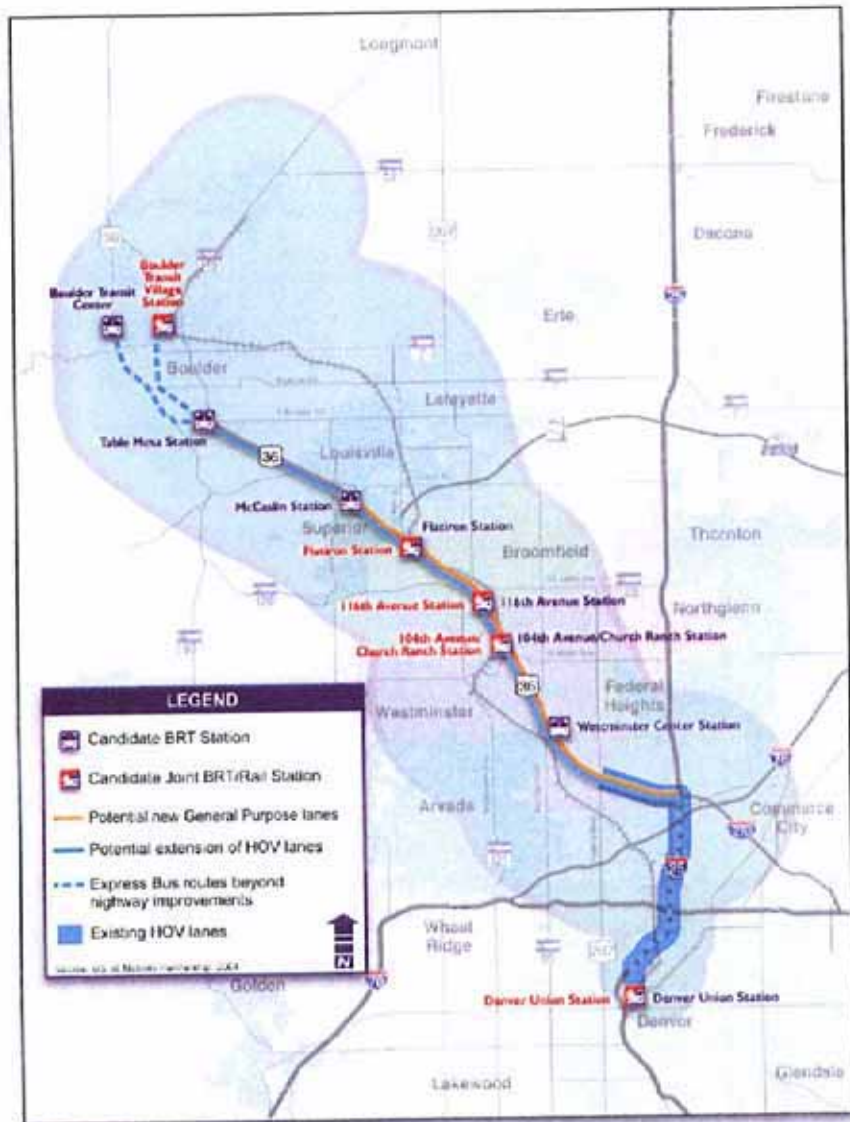 Longmont
Firestone
Frederick
Dacono
Boulder
Transit
Village
Station
Boulder Transit
Center
Erie
Boulder
Lafayette
Table Mesa Station
36
Louisville
McCaslin Station
Superior
Flatiron Station
Flatiron Station
Broomfield
Thornton
116th Avenue Station
116th Avenue Station
Northglenn
104th Avenue/
Church Ranch Station
104th Avenue/Church Ranch Station
36
Federal
Heights
Westminster
Westminster Center Station
LEGEND
Candidate BRT Station
Candidate Joint BRT/Rail Station
Potential new General Purpose lanes
Potential extension of HOV lanes
Express Bus routes beyond
highway improvements
Existing HOV lanes
N
Arvada
Commerce
City
Wheat
Ridge
Golden
Denver Union Station
Denver Union Station
Denver
Lakewood
Glendale